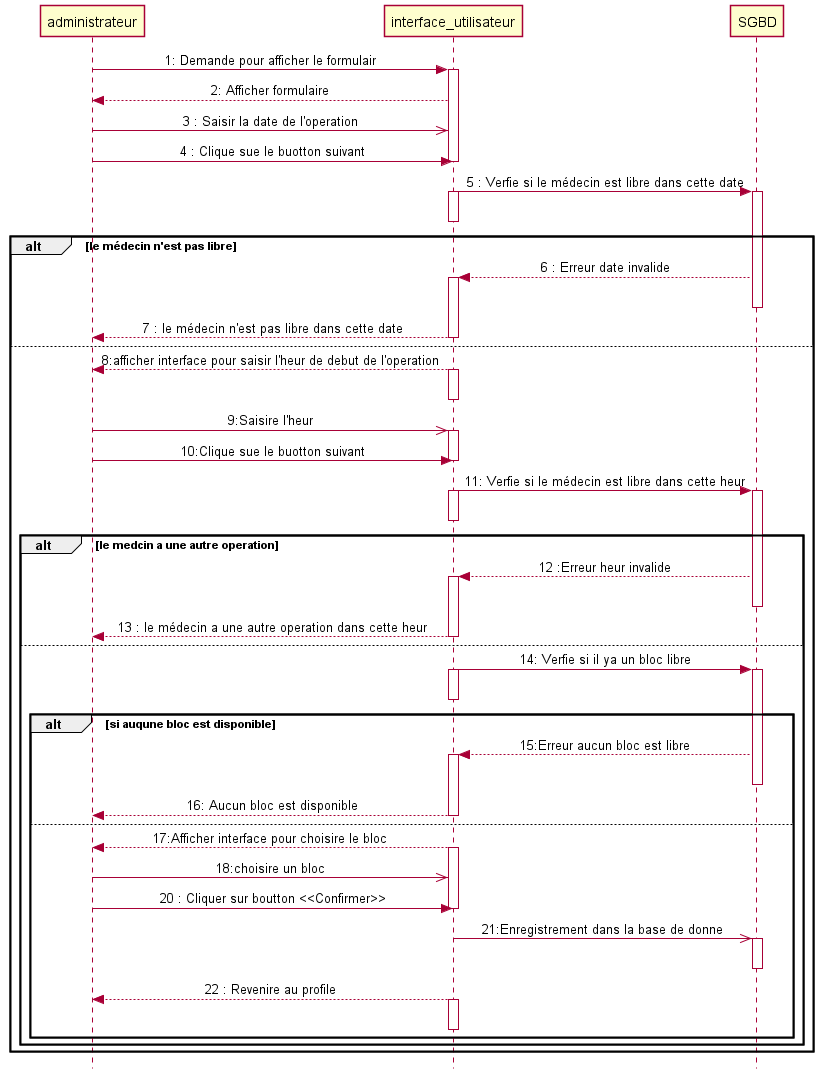 administrateur
interface_utilisateur
SGBD
1: Demande pour afficher le formulair
2: Afficher formulaire
3 : Saisir la date de l'operation
4 : Clique sue le buotton suivant
5 : Verfie si le médecin est libre dans cette date
alt
[le médecin n'est pas libre]
6 : Erreur date invalide
7 : le médecin n'est pas libre dans cette date
8:afficher interface pour saisir l'heur de debut de l'operation
9:Saisire l'heur
10:Clique sue le buotton suivant
11: Verfie si le médecin est libre dans cette heur
alt
[le medcin a une autre operation]
12 :Erreur heur invalide
13 : le médecin a une autre operation dans cette heur
14: Verfie si il ya un bloc libre
alt
[si auqune bloc est disponible]
15:Erreur aucun bloc est libre
16: Aucun bloc est disponible
17:Afficher interface pour choisire le bloc
18:choisire un bloc
20 : Cliquer sur boutton <<Confirmer>>
21:Enregistrement dans la base de donne
22 : Revenire au profile